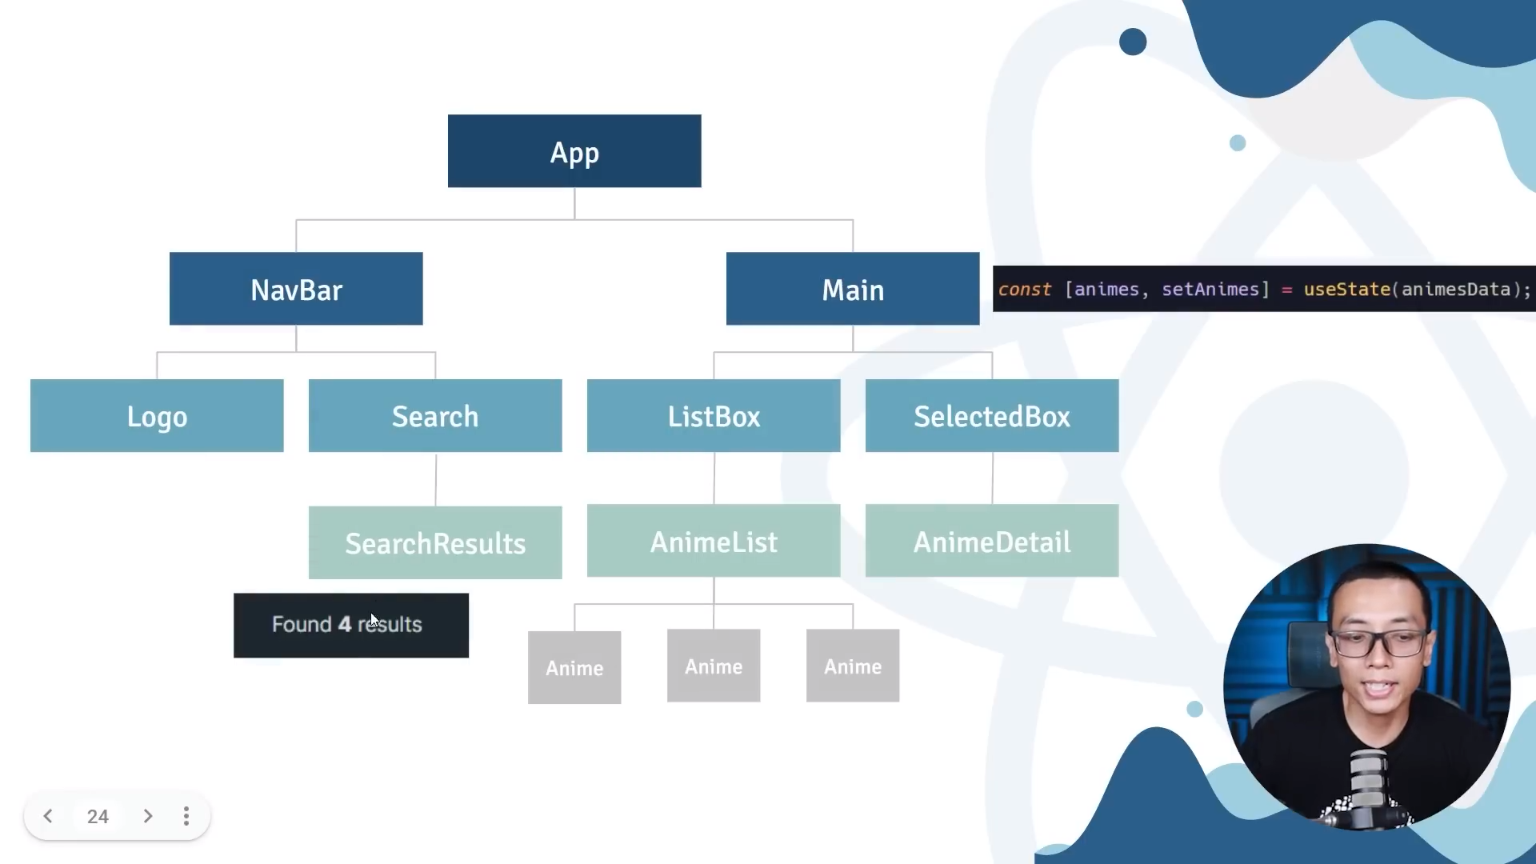 App
NavBar
Main
const [animes, setAnimes] = useState(animesData);
Logo
Search
ListBox
SelectedBox
SearchResults
AnimeList
AnimeDetail
Found 4 results
Anime
Anime
Anime
24